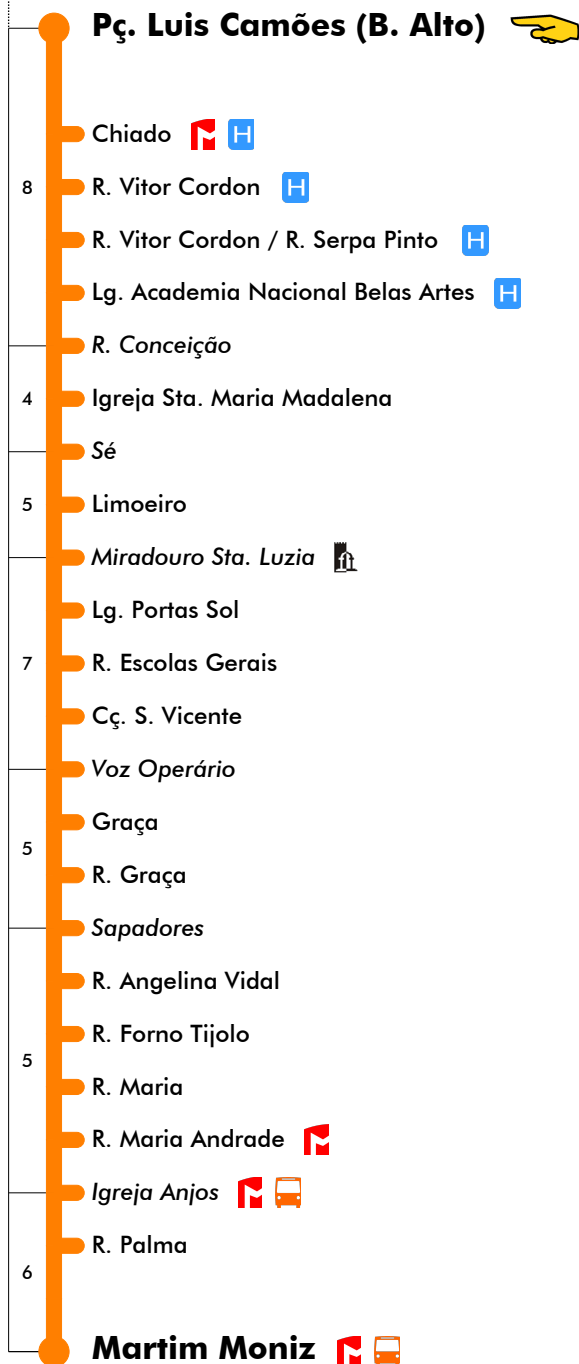 Pç. Luis Camões (B. Alto)
Chiado M H
8 R. Vitor Cordon H
R. Vitor Cordon / R. Serpa Pinto H
Lg. Academia Nacional Belas Artes H
R. Conceição
4 Igreja Sta. Maria Madalena
Sé
5 Limoeiro
Miradouro Sta. Luzia
Lg. Portas Sol
7 R. Escolas Gerais
Cç. S. Vicente
Voz Operário
Graça
5
R. Graça
Sapadores
R. Angelina Vidal
R. Forno Tijolo
5
R. Maria
R. Maria Andrade M
Igreja Anjos M
R. Palma
6
Martim Moniz M